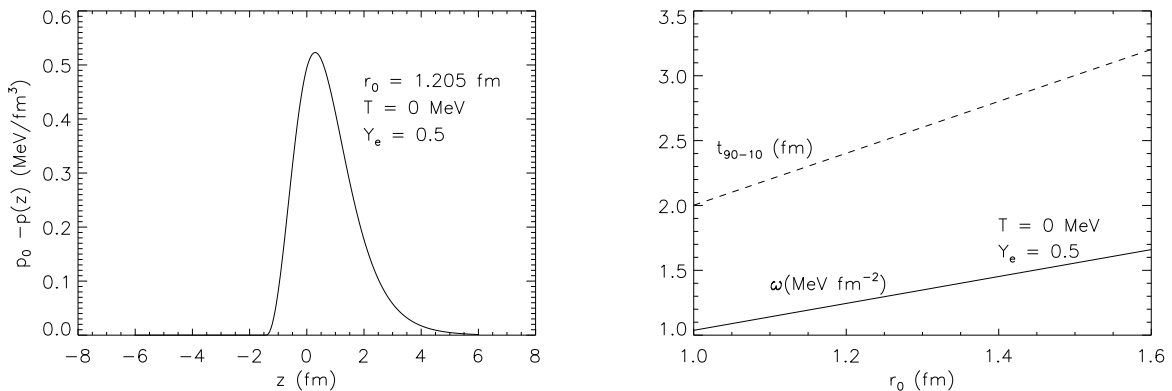 0.6
0.5
0.4
0.3
0.2
0.1
0.0
p₀ −p(z) (MeV/fm³)
r₀ = 1.205 fm
T = 0 MeV
Yₑ = 0.5
−8 −6 −4 −2 0 2 4 6 8
z (fm)
3.5
3.0
2.5
2.0
1.5
1.0
t₉₀₋₁₀ (fm)
T = 0 MeV
Yₑ = 0.5
ω(MeV fm⁻²)
1.0 1.2 1.4 1.6
r₀ (fm)